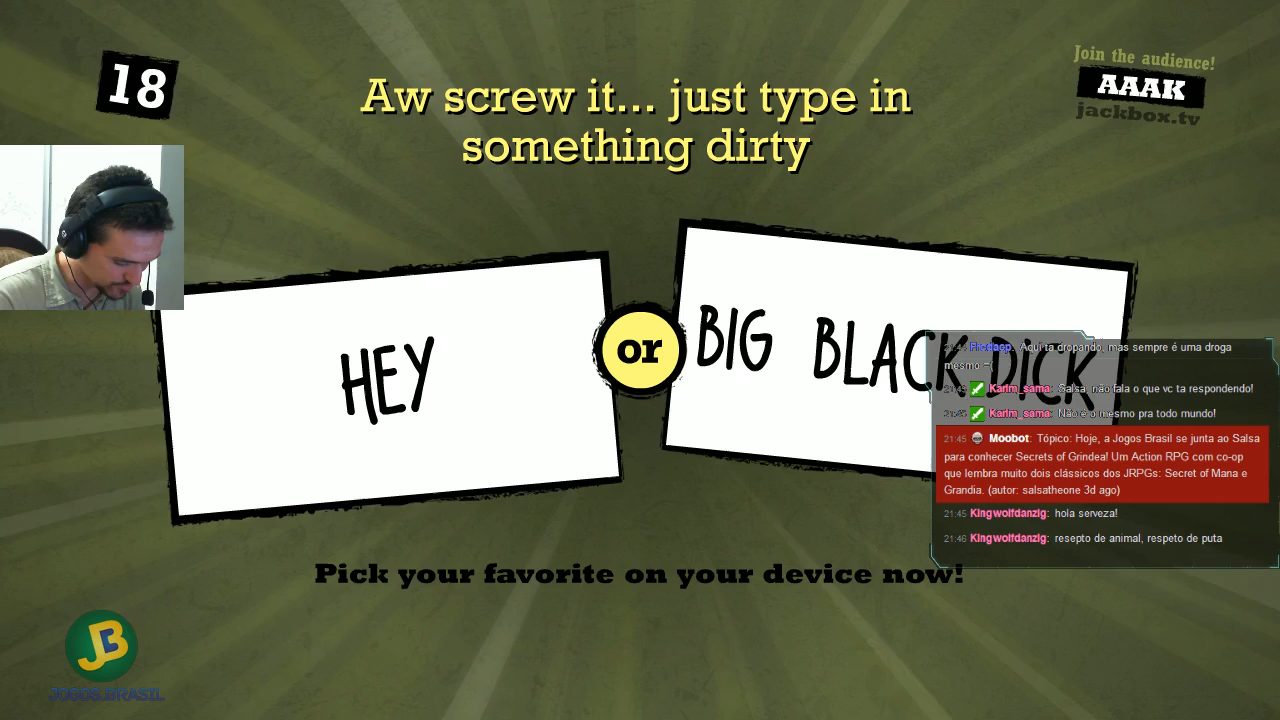 18
Aw screw it... just type in
something dirty
Join the audience!
AAAK
jackbox.tv
HEY
or
BIG BLACK DICK
Aqui ta dropando, mas sempre é uma droga
mesmo =(
Karim_sama: Salsa, não fala o que vc ta respondendo!
Karim_sama: Não é o mesmo pra todo mundo!
21:45 Moobot: Tópico: Hoje, a Jogos Brasil se junta ao Salsa
para conhecer Secrets of Grindea! Um Action RPG com co-op
que lembra muito dois clássicos dos JRPGs: Secret of Mana e
Grandia. (autor: salsatheone 3d ago)
21:45 Kingwolfdanzig: hola serveza!
21:46 Kingwolfdanzig: resepto de animal, respeto de puta
Pick your favorite on your device now!
JB
JOGOS.BRASIL